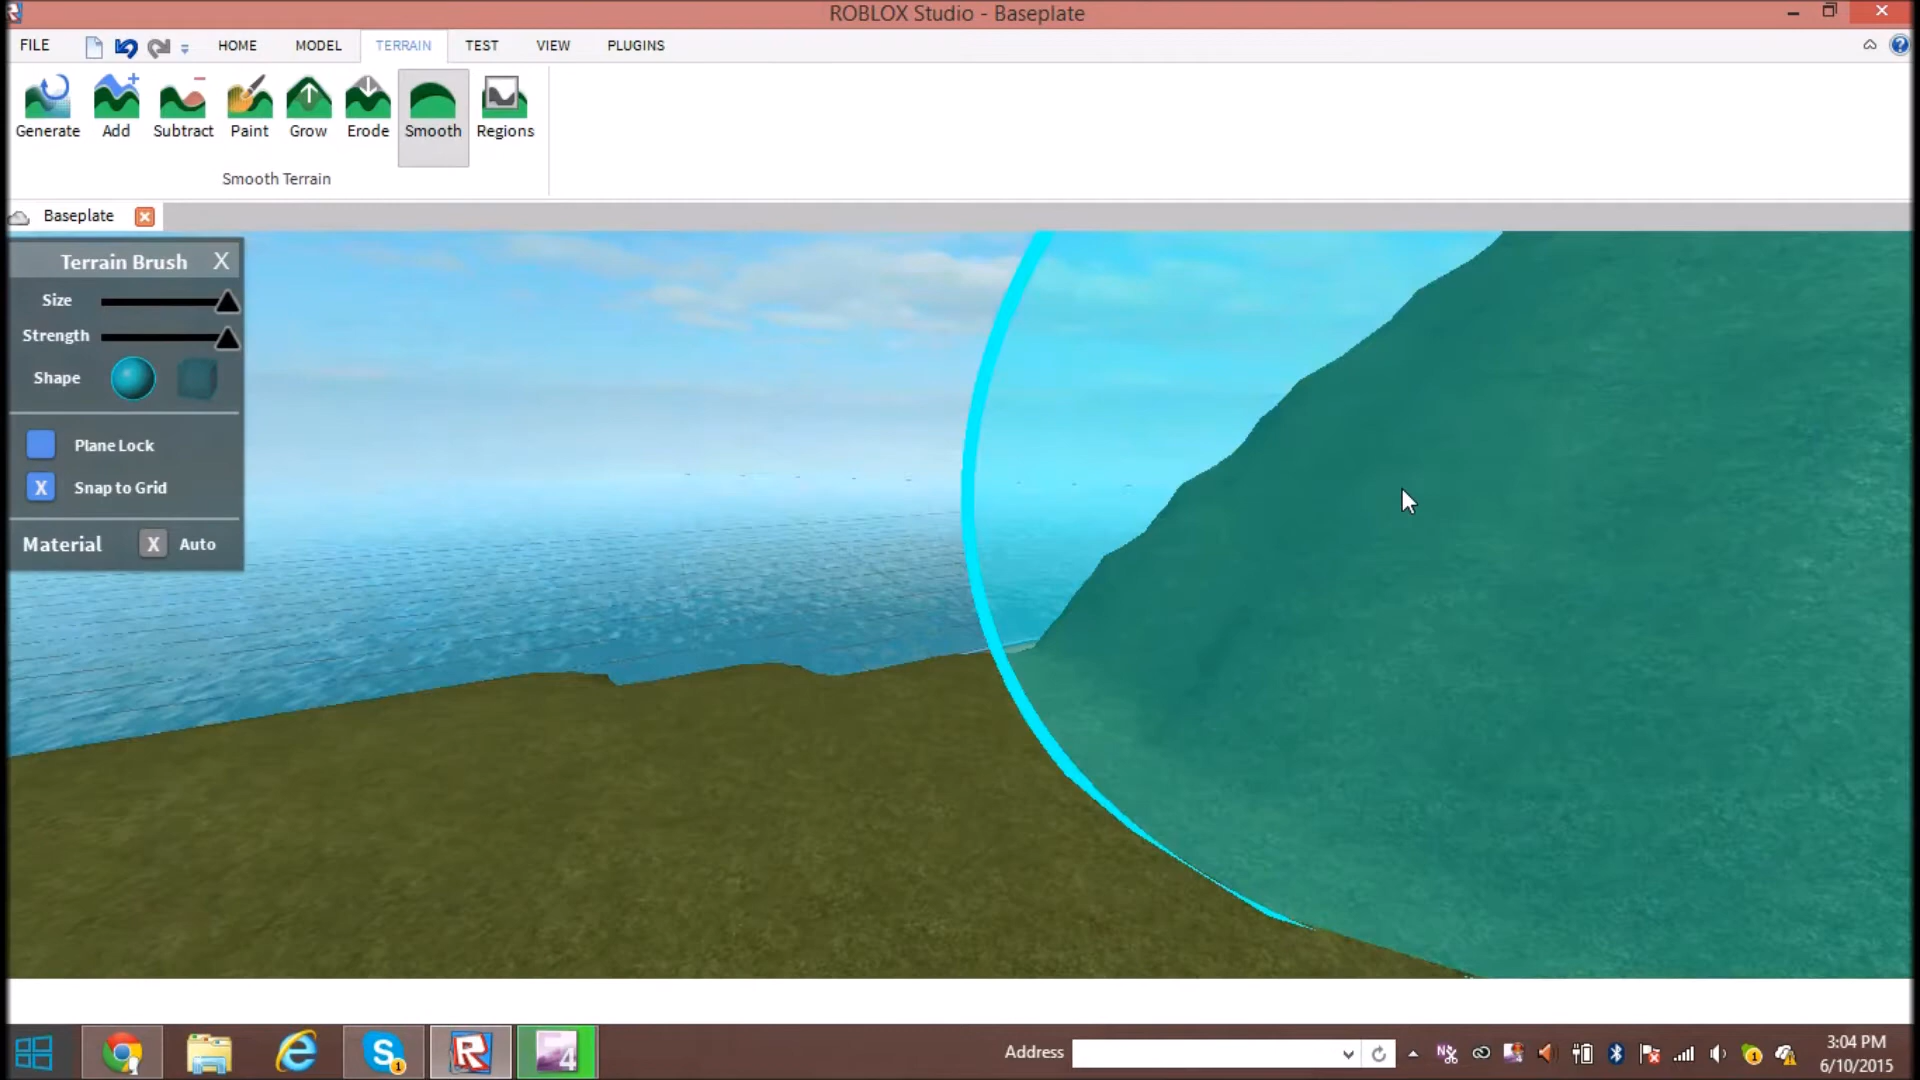 ROBLOX Studio - Baseplate
FILE HOME MODEL TERRAIN TEST VIEW PLUGINS
Generate Add Subtract Paint Grow Erode Smooth Regions
Smooth Terrain
Baseplate
Terrain Brush X
Size
Strength
Shape
Plane Lock
X Snap to Grid
Material X Auto
Address
3:04 PM
6/10/2015